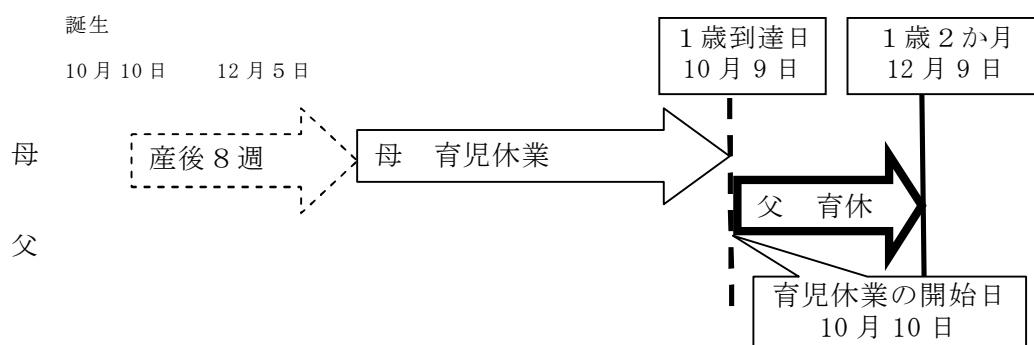 誕生
10月10日　12月5日
１歳到達日
10月9日
１歳２か月
12月9日
母
産後８週
母　育児休業
父　育休
父
育児休業の開始日
10月10日